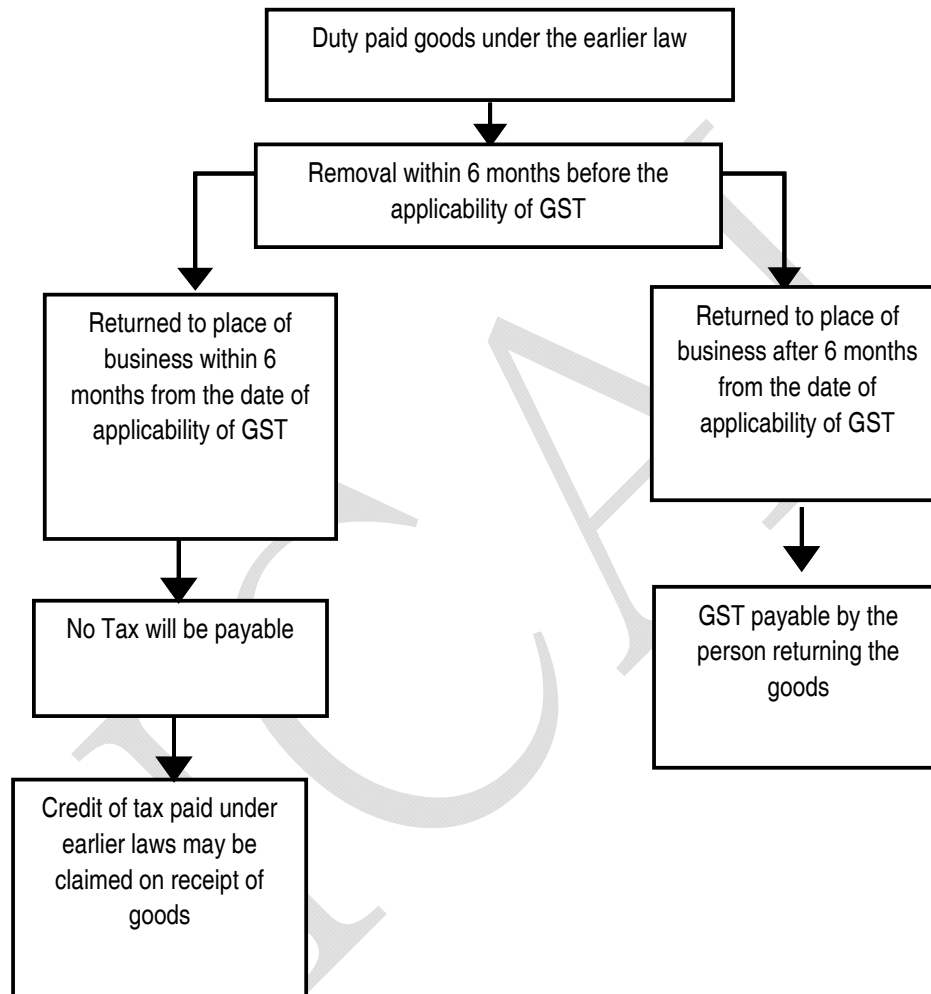 Duty paid goods under the earlier law
Removal within 6 months before the
applicability of GST
Returned to place of
business within 6
months from the date of
applicability of GST
Returned to place of
business after 6 months
from the date of
applicability of GST
No Tax will be payable
GST payable by the
person returning the
goods
Credit of tax paid under
earlier laws may be
claimed on receipt of
goods
ICAI